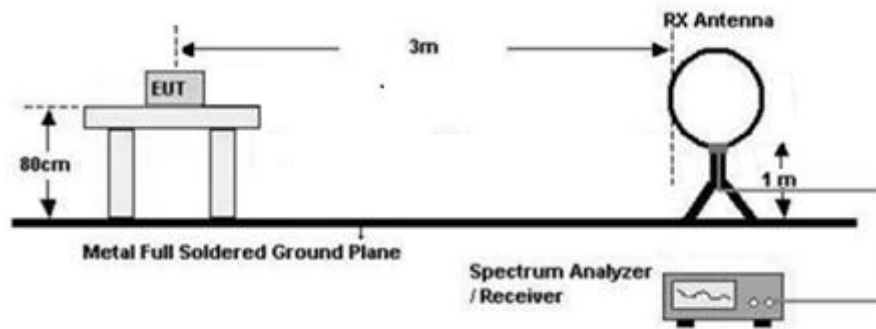 RX Antenna
3m
EUT
80cm
1 m
Metal Full Soldered Ground Plane
Spectrum Analyzer
/ Receiver